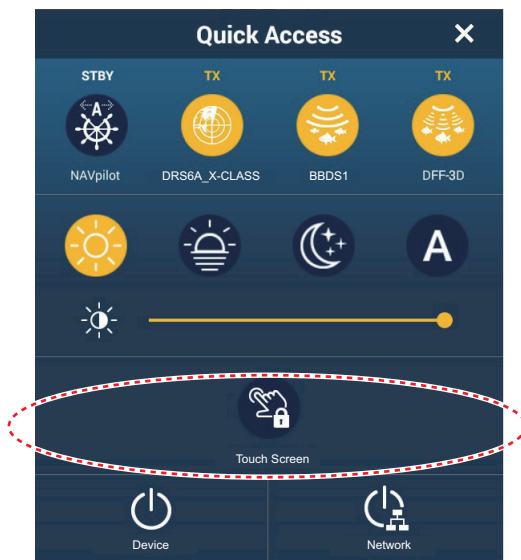 Quick Access
STBY TX TX TX
A
NAVpilot DRS6A_X-CLASS BBDS1 DFF-3D
A
Touch Screen
Device Network